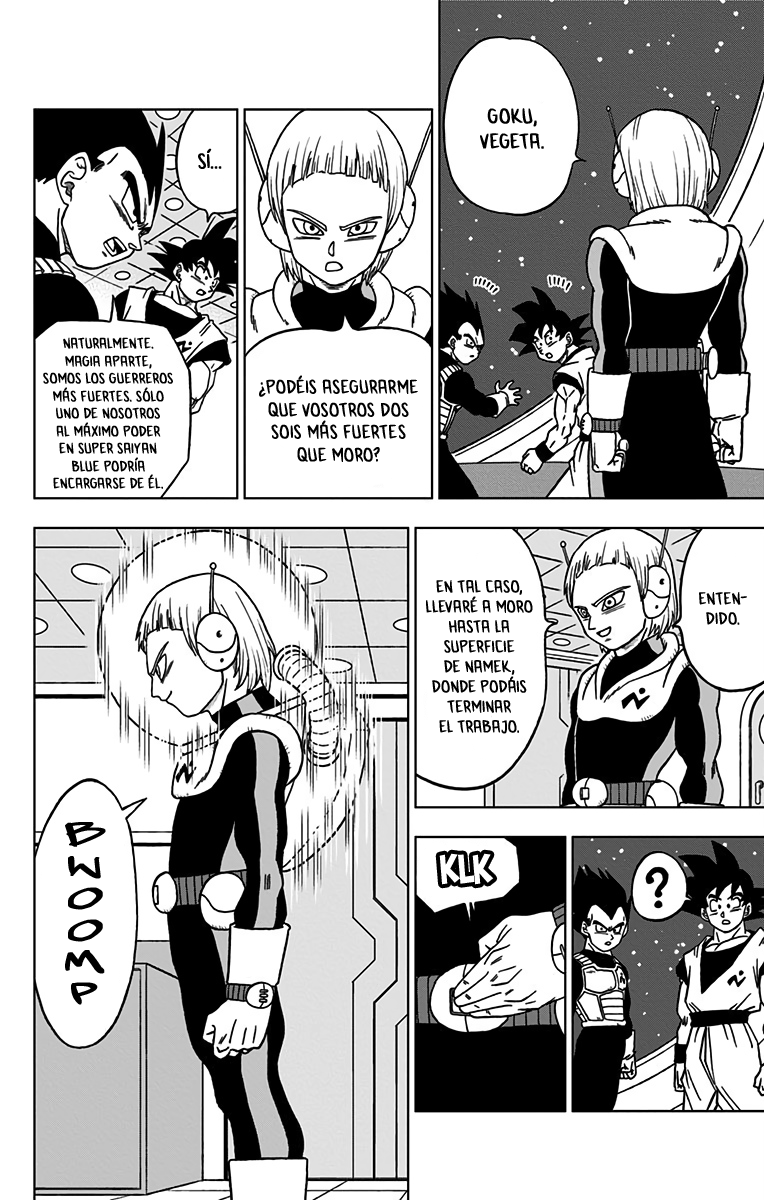 GOKU,
VEGETA.
¿PODÉIS ASEGURARME
QUE VOSOTROS DOS
SOIS MÁS FUERTES
QUE MORO?
SÍ...
NATURALMENTE.
MAGIA APARTE,
SOMOS LOS GUERREROS
MÁS FUERTES. SÓLO
UNO DE NOSOTROS
AL MÁXIMO PODER
EN SUPER SAIYAN
BLUE PODRÍA
ENCARGARSE DE ÉL.
ENTEN-
DIDO.
EN TAL CASO,
LLEVARÉ A MORO
HASTA LA
SUPERFICIE
DE NAMEK,
DONDE PODÁIS
TERMINAR
EL TRABAJO.
?
KLK
BWOOMP